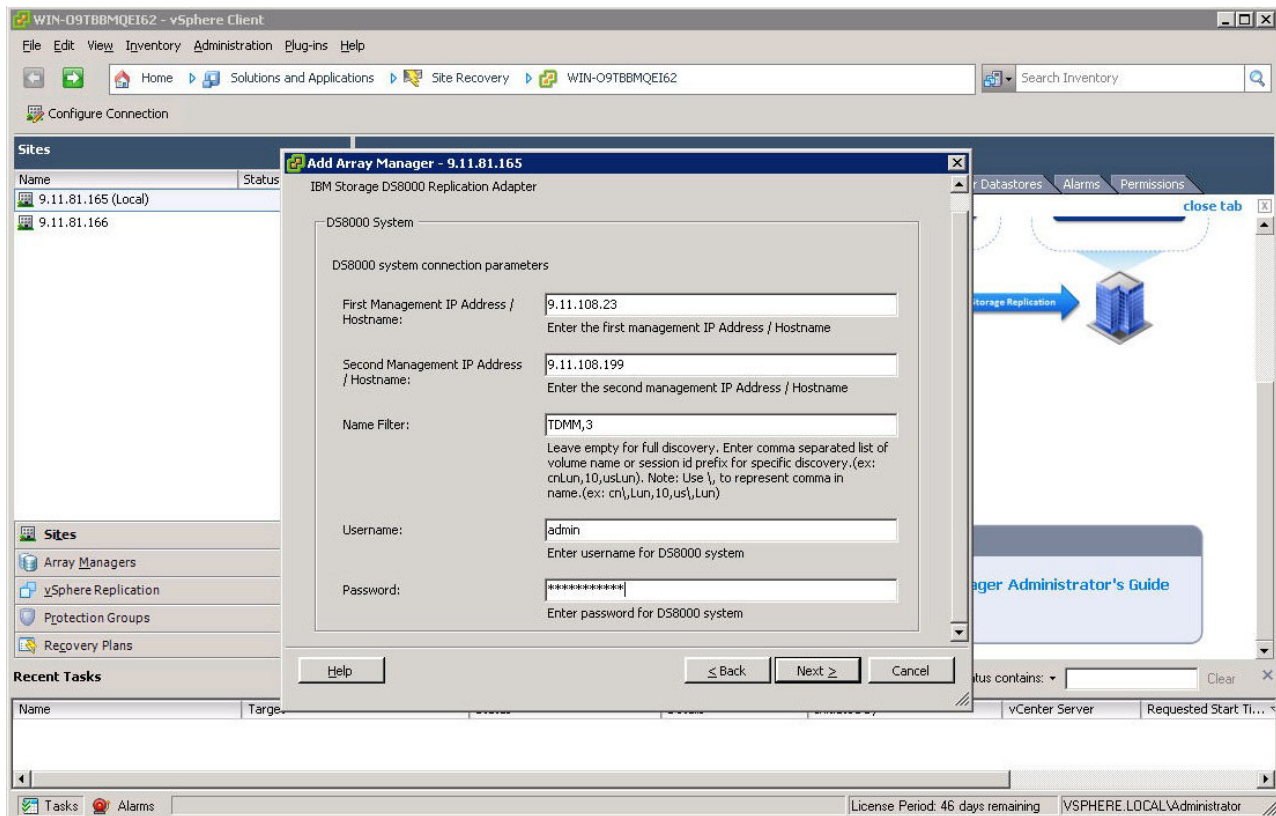 WIN-O9TBBMQEI62 - vSphere Client
File Edit View Inventory Administration Plug-ins Help
Home Solutions and Applications Site Recovery WIN-O9TBBMQEI62 Search Inventory
Configure Connection
Sites
Name Status
9.11.81.165 (Local)
9.11.81.166
Sites
Array Managers
vSphere Replication
Protection Groups
Recovery Plans
Add Array Manager - 9.11.81.165
IBM Storage DS8000 Replication Adapter
DS8000 System
DS8000 system connection parameters
First Management IP Address / 9.11.108.23
Hostname:
Enter the first management IP Address / Hostname
Second Management IP Address 9.11.108.199
/ Hostname:
Enter the second management IP Address / Hostname
Name Filter: TDMM,3
Leave empty for full discovery. Enter comma separated list of
volume name or session id prefix for specific discovery.(ex:
cnLun,10,usLun). Note: Use \, to represent comma in
name.(ex: cn\,Lun,10,us\,Lun)
Username: admin
Enter username for DS8000 system
Password: ***********
Enter password for DS8000 system
Help < Back Next > Cancel
r Datastores Alarms Permissions
close tab
Storage Replication
ager Administrator's Guide
Recent Tasks
tus contains: Clear
Name Target vCenter Server Requested Start Ti...
Tasks Alarms License Period: 46 days remaining VSPHERE.LOCAL\Administrator